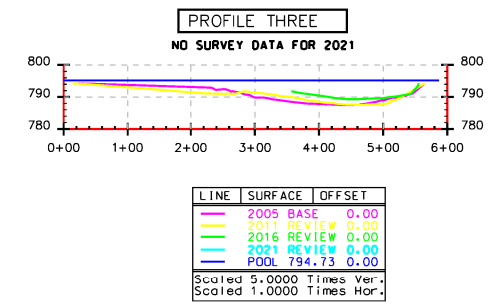 PROFILE THREE
NO SURVEY DATA FOR 2021
800 800
790 790
780 780
0+00 1+00 2+00 3+00 4+00 5+00 6+00
LINE SURFACE OFFSET
2005 BASE 0.00
2011 REVIEW 0.00
2016 REVIEW 0.00
2021 REVIEW 0.00
POOL 794.73 0.00
Scaled 5.0000 Times Ver.
Scaled 1.0000 Times Hor.